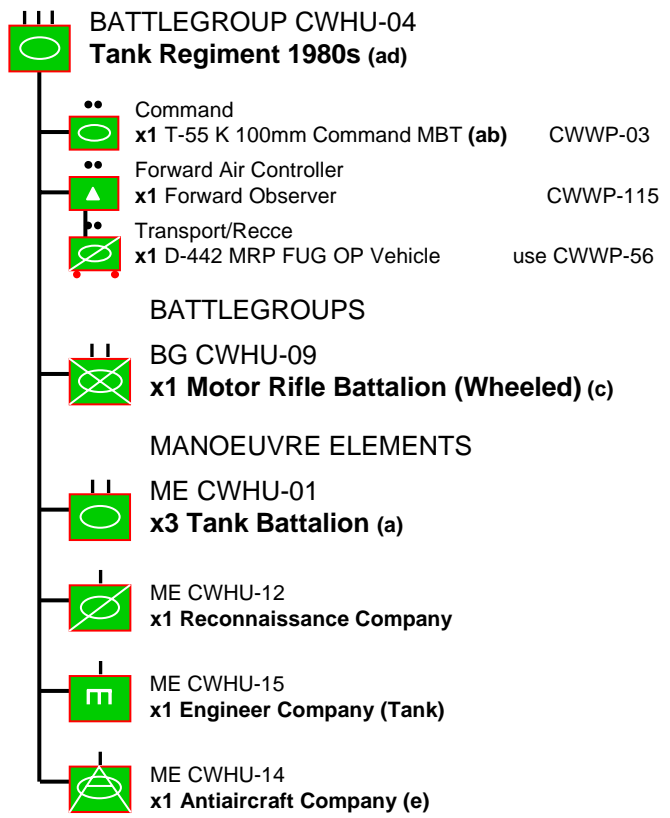 BATTLEGROUP CWHU-04
Tank Regiment 1980s (ad)
Command
x1 T-55 K 100mm Command MBT (ab) CWWP-03
Forward Air Controller
x1 Forward Observer CWWP-115
Transport/Recce
x1 D-442 MRP FUG OP Vehicle use CWWP-56
BATTLEGROUPS
BG CWHU-09
x1 Motor Rifle Battalion (Wheeled) (c)
MANOEUVRE ELEMENTS
ME CWHU-01
x3 Tank Battalion (a)
ME CWHU-12
x1 Reconnaissance Company
ME CWHU-15
x1 Engineer Company (Tank)
ME CWHU-14
x1 Antiaircraft Company (e)